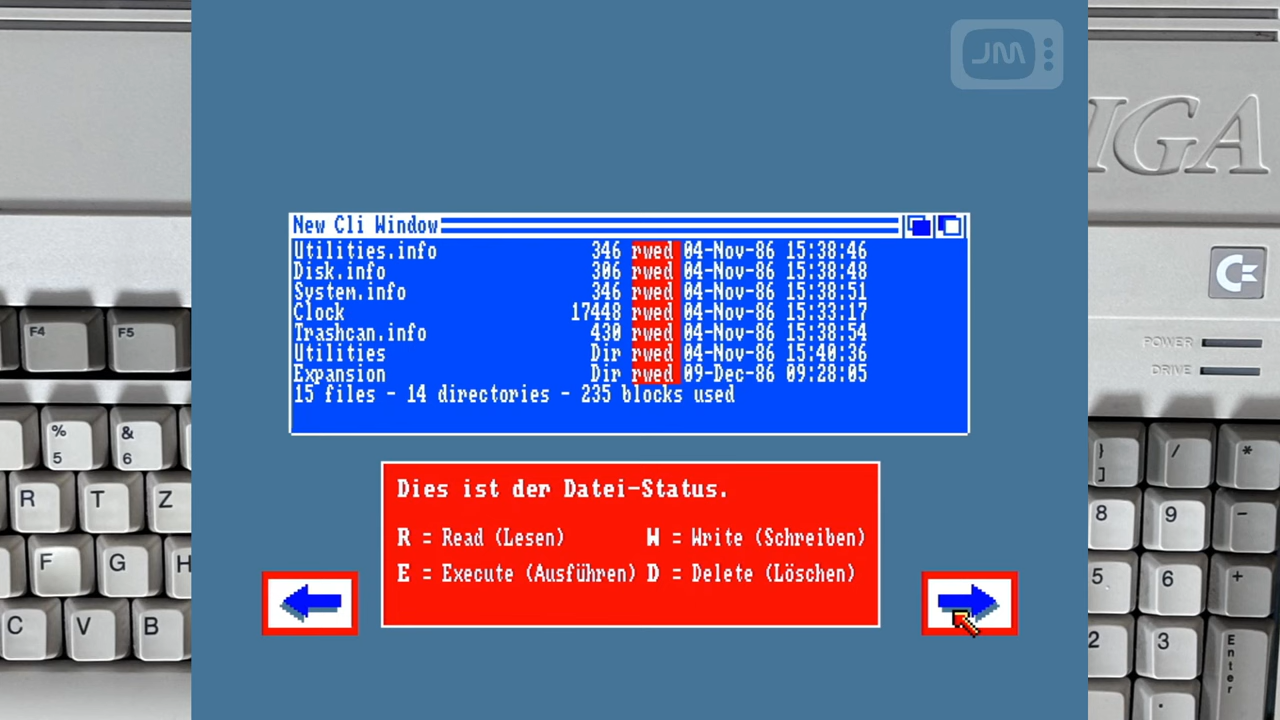 JM
IGA
New Cli Window
Utilities.info 346 rwed 04-Nov-86 15:38:46
Disk.info 306 rwed 04-Nov-86 15:38:48
System.info 346 rwed 04-Nov-86 15:38:51
Clock 17448 rwed 04-Nov-86 15:33:17
Trashcan.info 430 rwed 04-Nov-86 15:38:54
Utilities Dir rwed 04-Nov-86 15:40:36
Expansion Dir rwed 09-Dec-86 09:28:05
15 files - 14 directories - 235 blocks used
Dies ist der Datei-Status.
R = Read (Lesen) W = Write (Schreiben)
E = Execute (Ausführen) D = Delete (Löschen)
POWER
DRIVE
F4 F5
% 5 & 6
R T Z
F G H
C V B
} ] / *
8 9 -
5 6 +
2 3 Enter
.